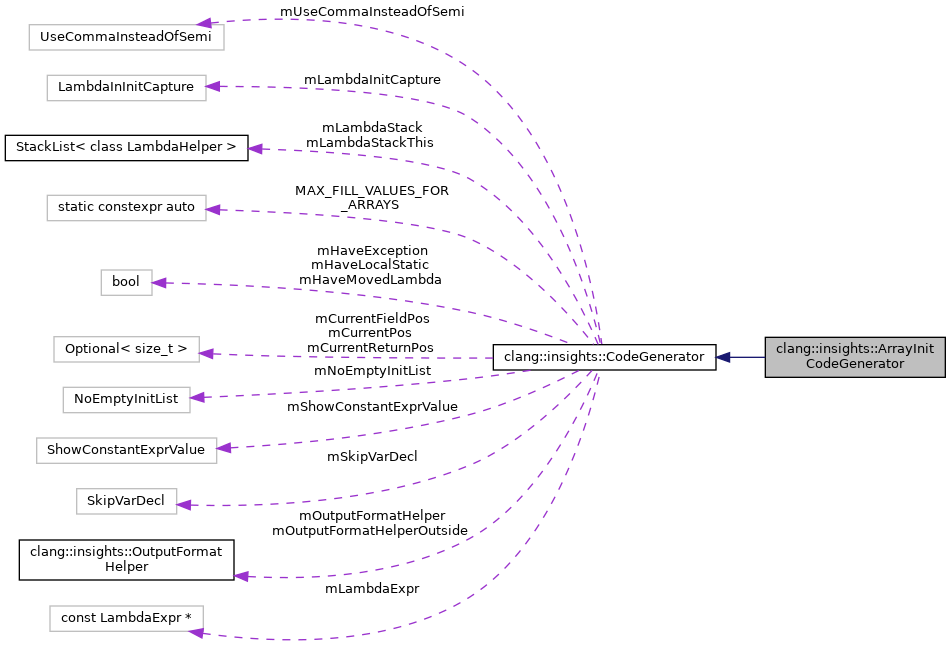 mUseCommaInsteadOfSemi
UseCommaInsteadOfSemi
mLambdaInitCapture
LambdaInInitCapture
mLambdaStack
mLambdaStackThis
StackList< class LambdaHelper >
MAX_FILL_VALUES_FOR
_ARRAYS
static constexpr auto
mHaveException
mHaveLocalStatic
mHaveMovedLambda
bool
mCurrentFieldPos
mCurrentPos
mCurrentReturnPos
Optional< size_t >
clang::insights::CodeGenerator
clang::insights::ArrayInit
CodeGenerator
mNoEmptyInitList
NoEmptyInitList
mShowConstantExprValue
ShowConstantExprValue
mSkipVarDecl
SkipVarDecl
mOutputFormatHelper
mOutputFormatHelperOutside
clang::insights::OutputFormat
Helper
mLambdaExpr
const LambdaExpr *